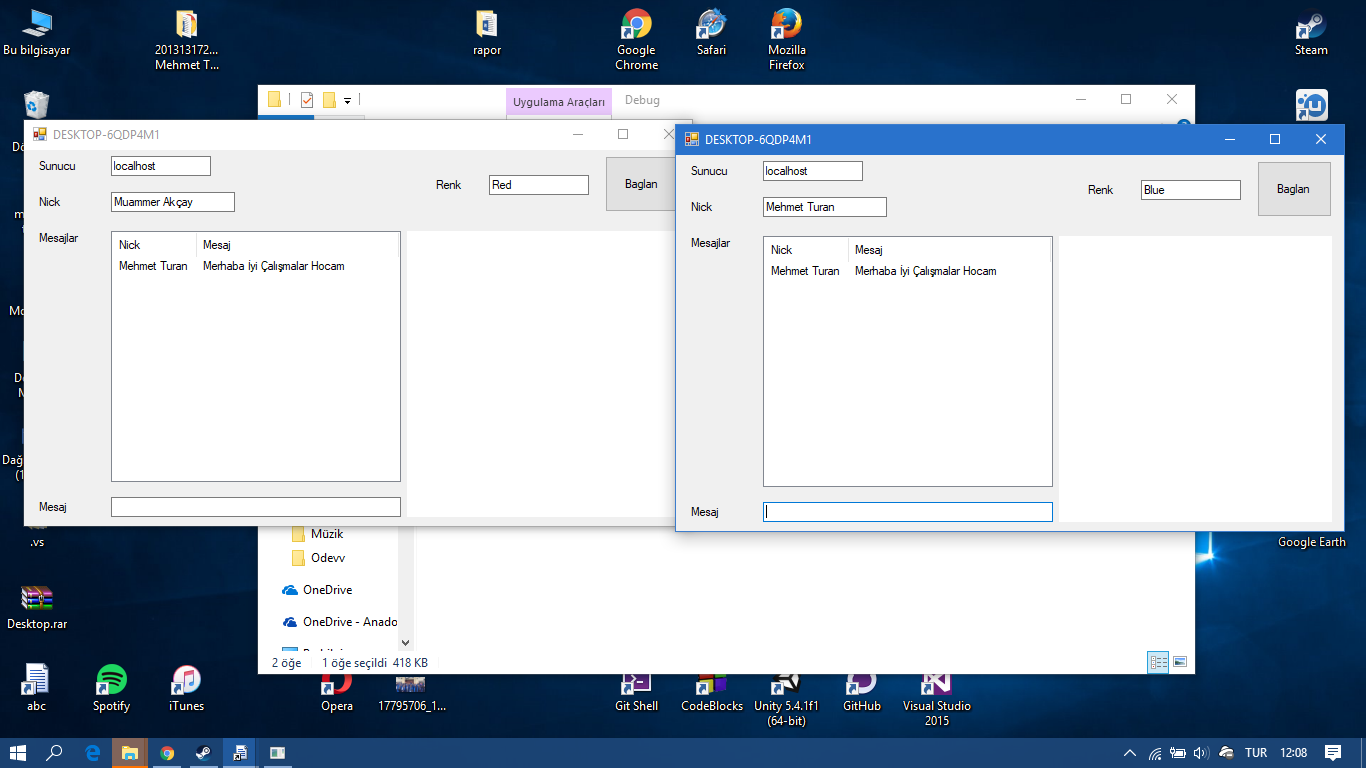 Bu bilgisayar
201313172...
Mehmet T...
rapor
Google
Chrome
Safari
Mozilla
Firefox
Steam
Uygulama Araçları
Debug
DESKTOP-6QDP4M1
Sunucu
localhost
Renk
Red
Baglan
Nick
Muammer Akçay
Mesajlar
Nick
Mesaj
Mehmet Turan
Merhaba İyi Çalışmalar Hocam
Mesaj
DESKTOP-6QDP4M1
Sunucu
localhost
Renk
Blue
Baglan
Nick
Mehmet Turan
Mesajlar
Nick
Mesaj
Mehmet Turan
Merhaba İyi Çalışmalar Hocam
Mesaj
.vs
Müzik
Odevv
OneDrive
OneDrive - Anado
2 öğe
1 öğe seçildi 418 KB
Google Earth
Desktop.rar
abc
Spotify
iTunes
Opera
17795706_1...
Git Shell
CodeBlocks
Unity 5.4.1f1
(64-bit)
GitHub
Visual Studio
2015
TUR
12:08